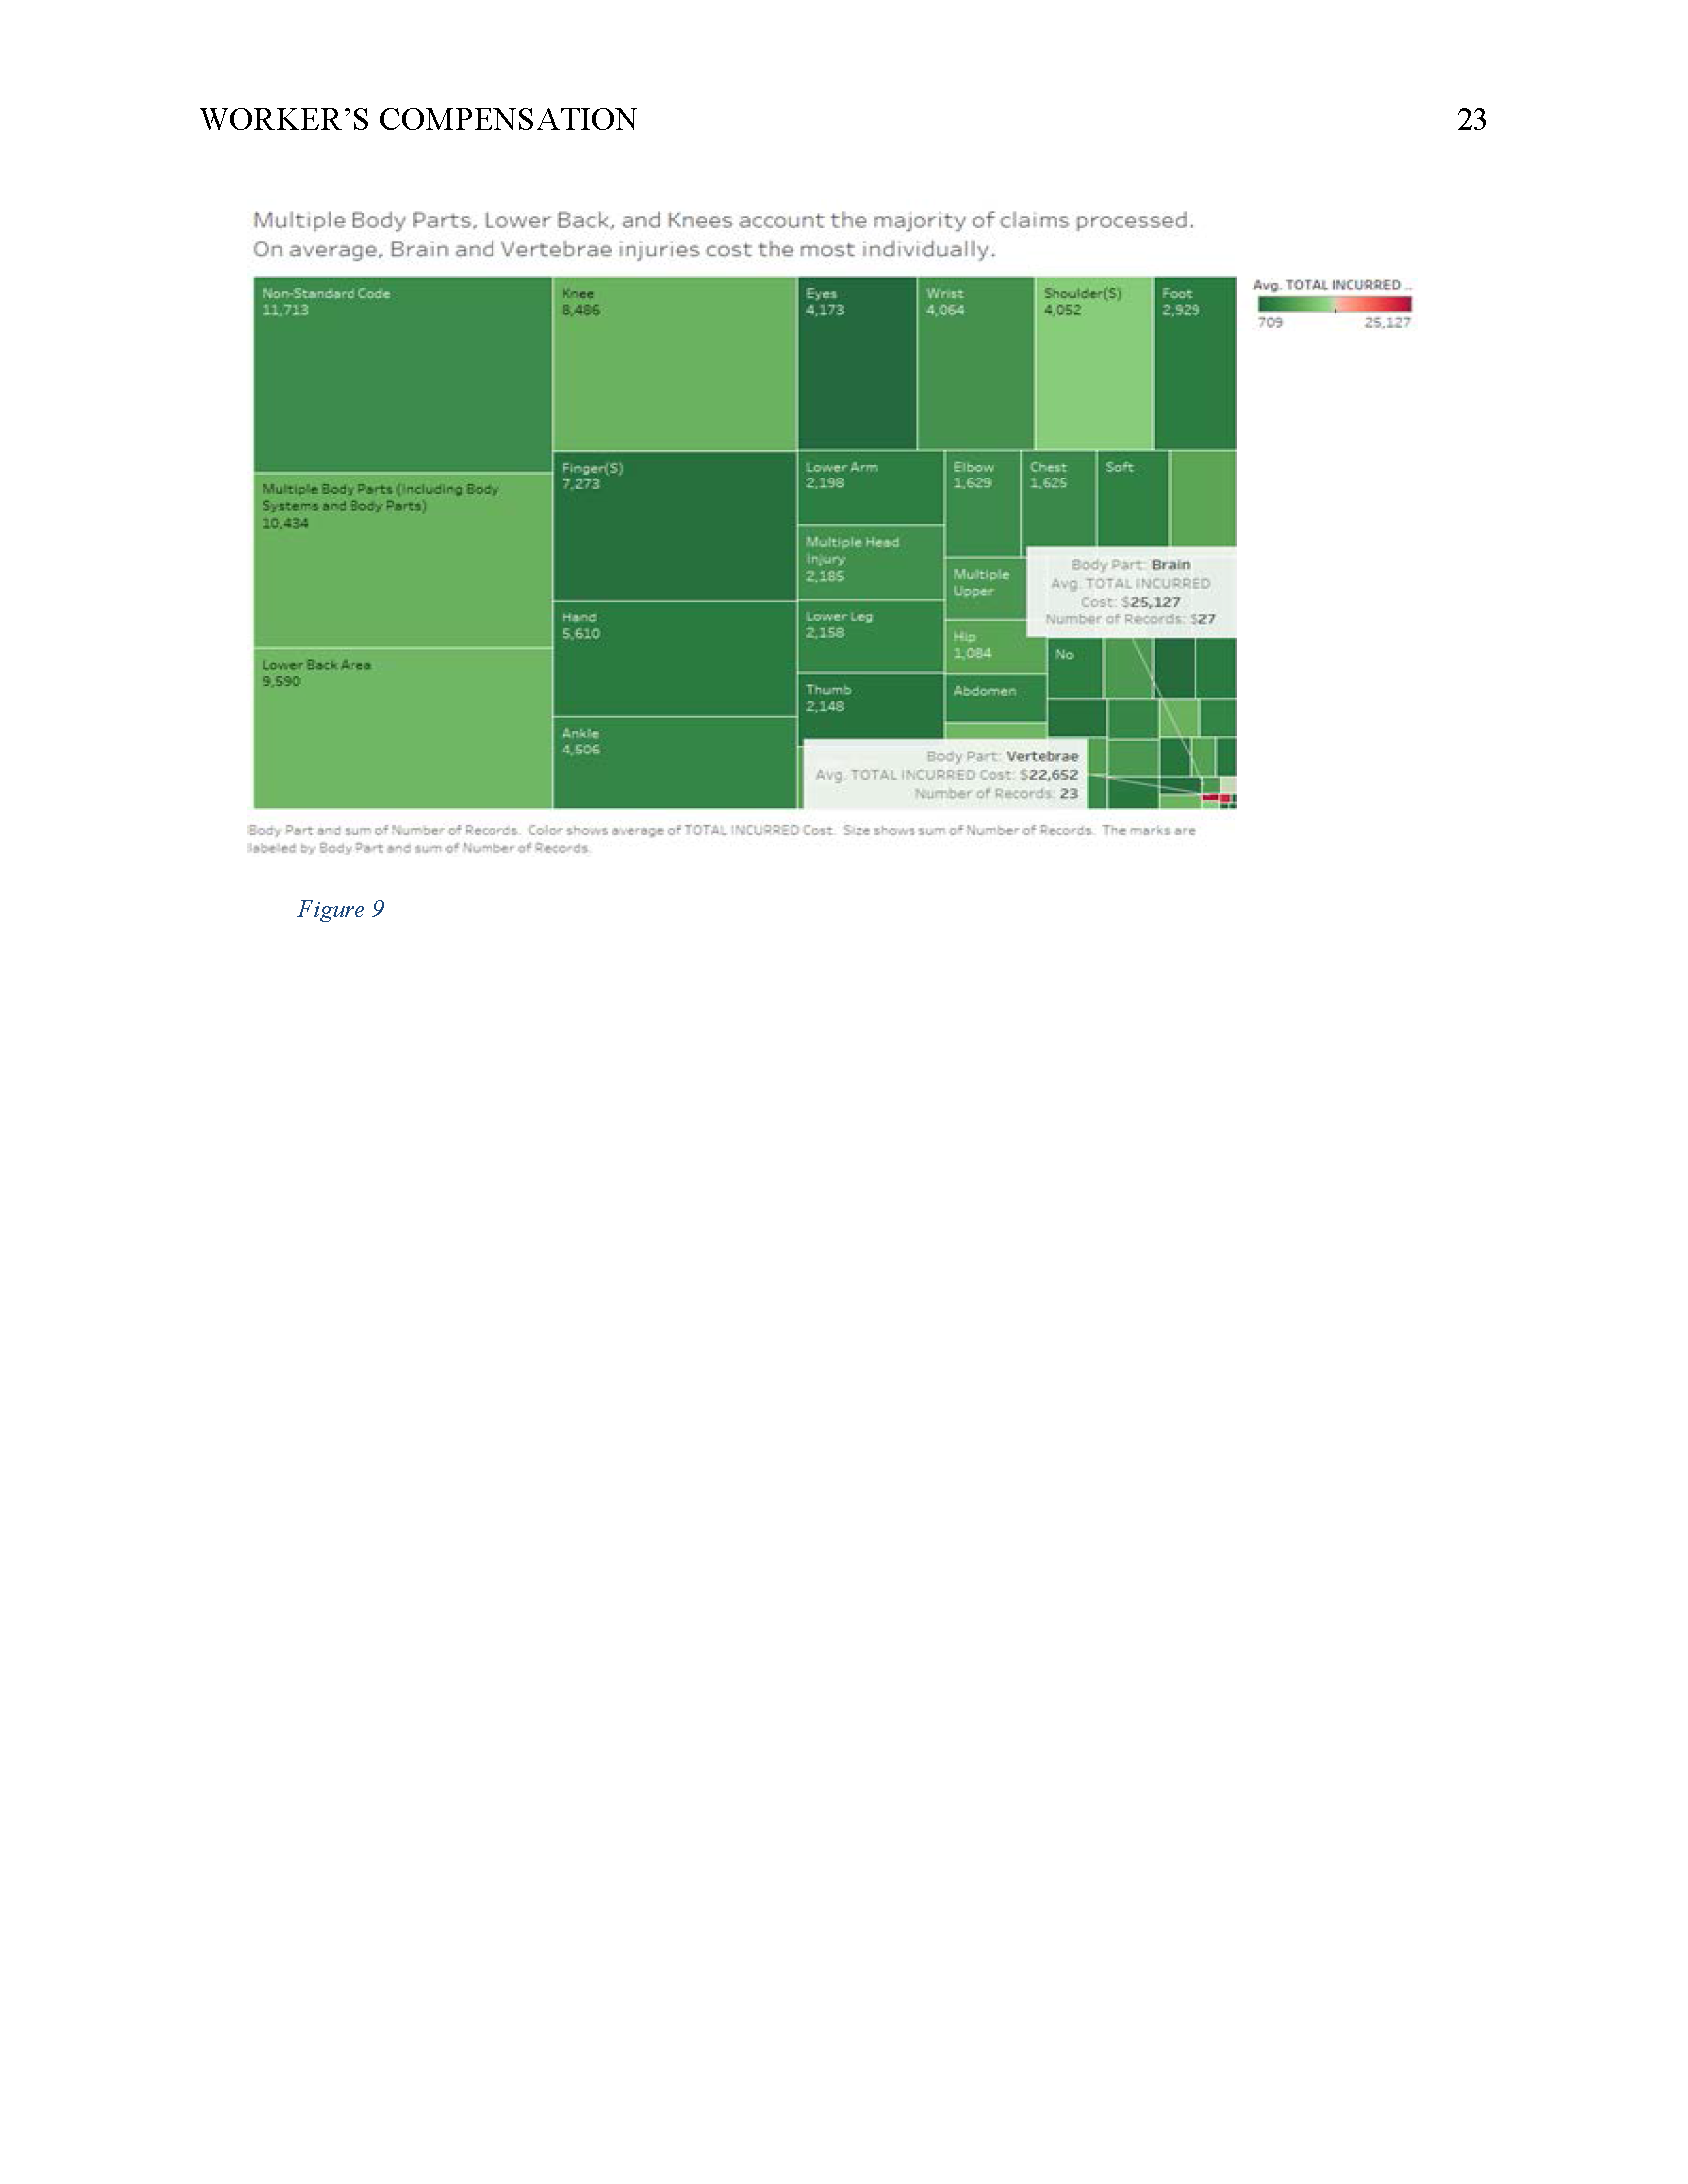 WORKER'S COMPENSATION 23
Multiple Body Parts, Lower Back, and Knees account the majority of claims processed.
On average, Brain and Vertebrae injuries cost the most individually.
Non-Standard Code
11,713
Multiple Body Parts (Including Body
Systems and Body Parts)
10,434
Lower Back Area
9,590
Knee
8,486
Finger(S)
7,273
Hand
5,610
Ankle
4,506
Eyes
4,173
Wrist
4,064
Shoulder(S)
4,052
Foot
2,929
Lower Arm
2,198
Multiple Head
Injury
2,185
Lower Leg
2,158
Thumb
2,148
Elbow
1,629
Chest
1,625
Soft
Multiple
Upper
Hip
1,084
Abdomen
No
Body Part: Brain
Avg. TOTAL INCURRED
Cost: $25,127
Number of Records: $27
Body Part: Vertebrae
Avg. TOTAL INCURRED Cost: $22,652
Number of Records: 23
Avg. TOTAL INCURRED ..
709 25,127
Body Part and sum of Number of Records. Color shows average of TOTAL INCURRED Cost. Size shows sum of Number of Records. The marks are
labeled by Body Part and sum of Number of Records.
Figure 9